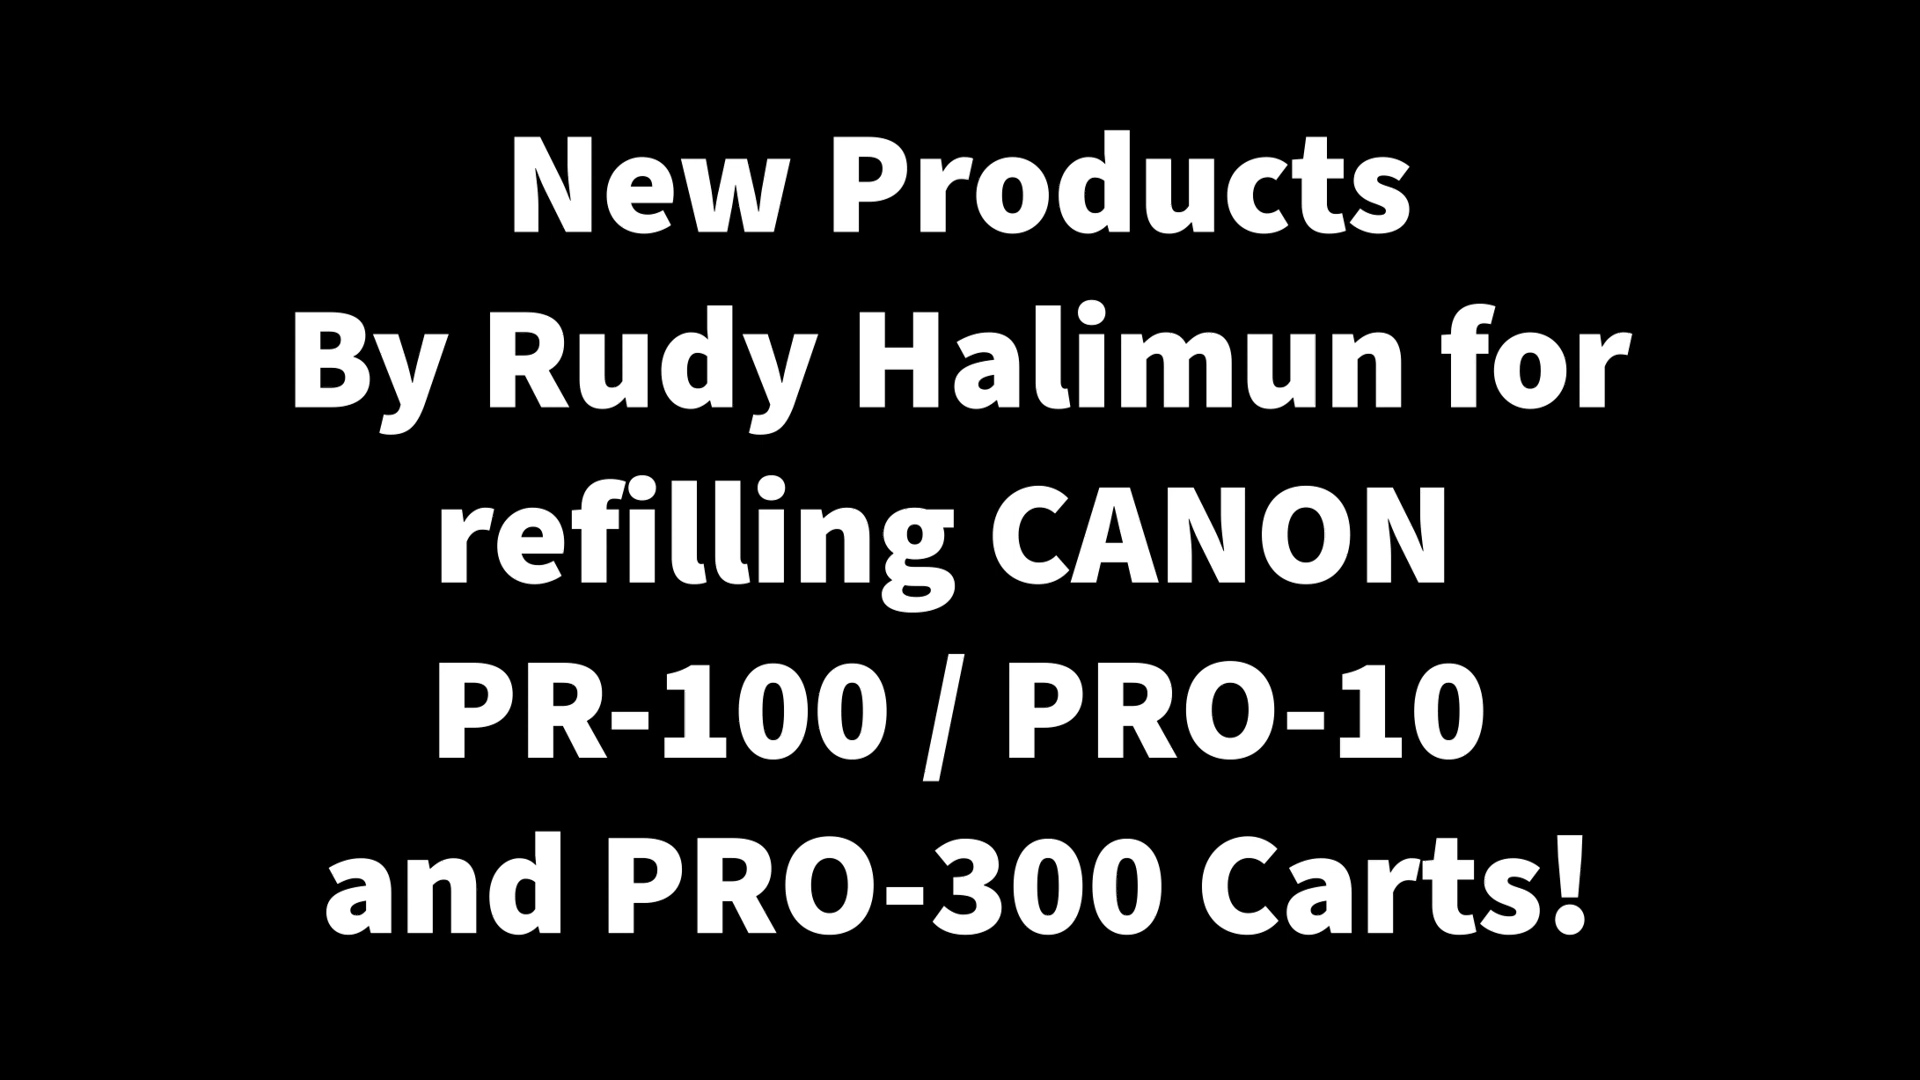 New Products
By Rudy Halimun for
refilling CANON
PR-100 / PRO-10
and PRO-300 Carts!